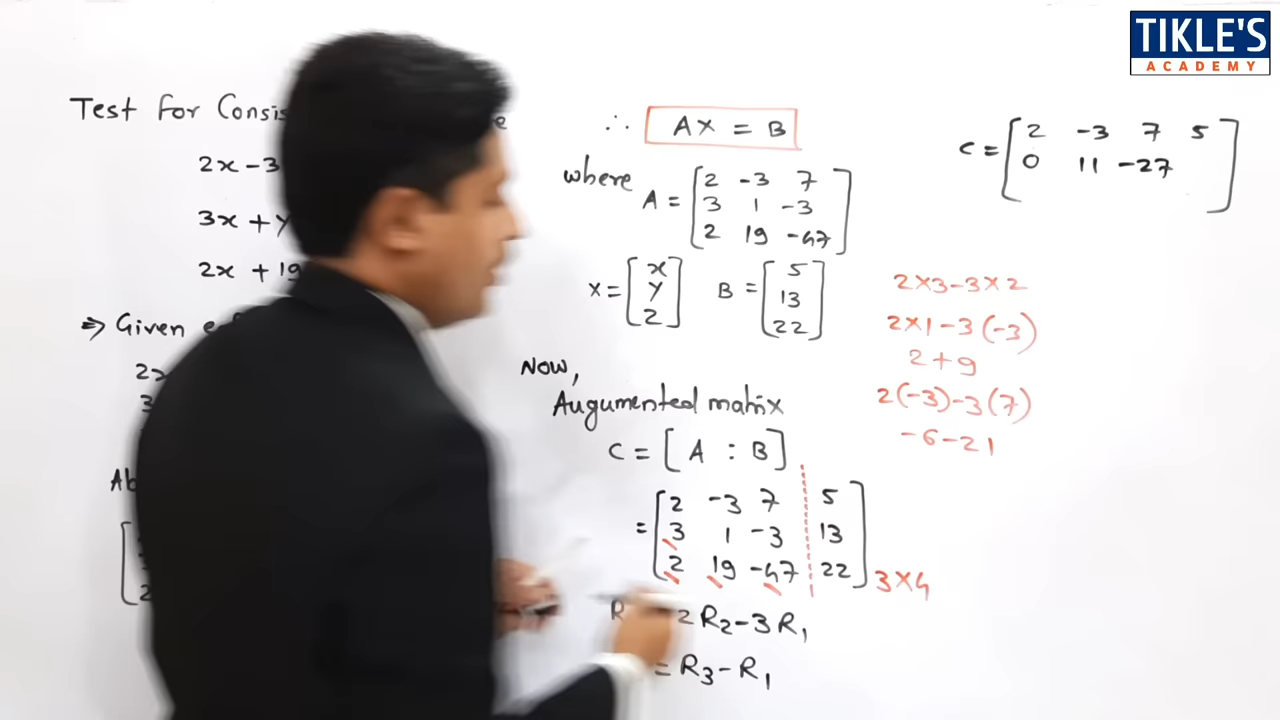 TIKLE'S
ACADEMY
Test for
2x - 3
3x + y
2x + 19
⇒ Given
2x
3
2
∴ AX = B
where
A = [2 -3 7
3 1 -3
2 19 -47]
X = [x
y
z]
B = [5
13
22]
Now,
Augumented matrix
C = [A : B]
= [2 -3 7 5
3 1 -3 13
2 19 -47 22] 3×4
R 2R₂ - 3R₁
= R₃ - R₁
C = [2 -3 7 5
0 11 -27]
2×3-3×2
2×1-3(-3)
2+9
2(-3)-3(7)
-6-21